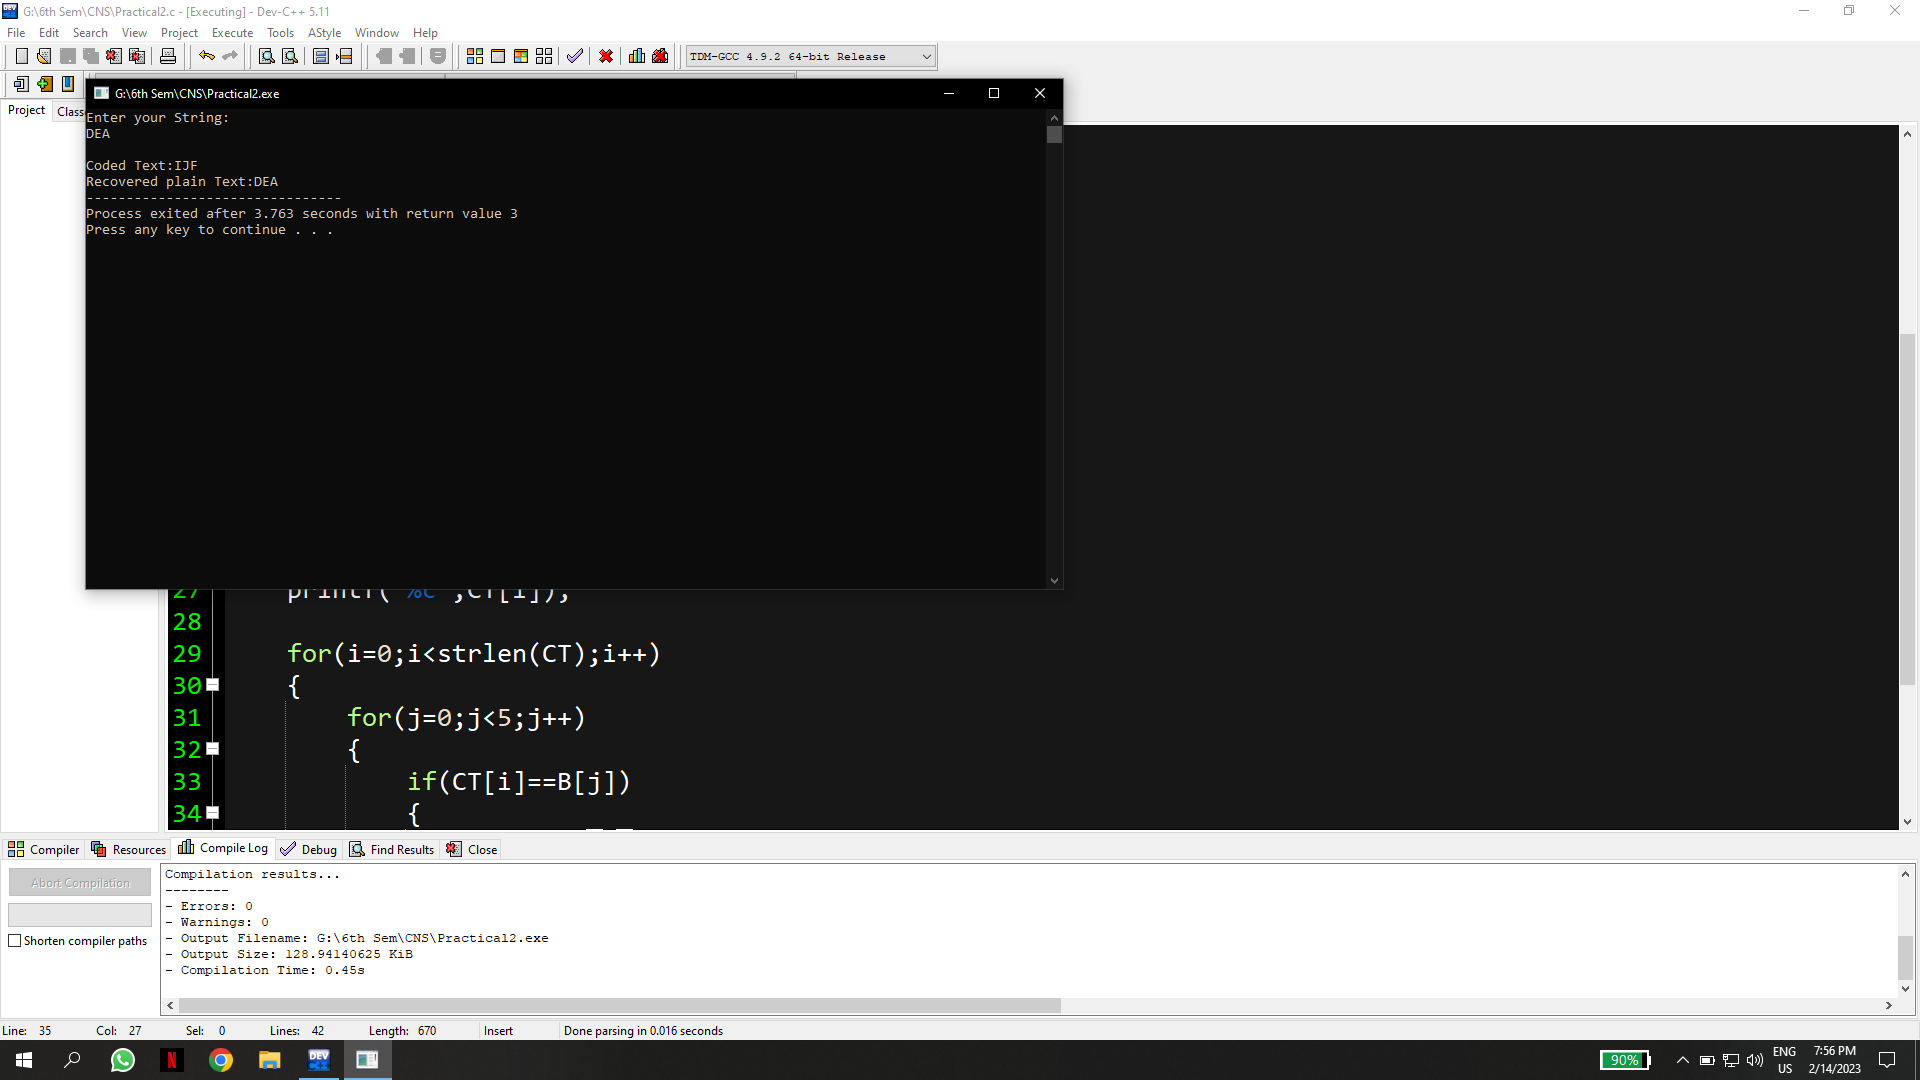 G:\6th Sem\CNS\Practical2.c - [Executing] - Dev-C++ 5.11
File Edit Search View Project Execute Tools AStyle Window Help
TDM-GCC 4.9.2 64-bit Release
Project Class
G:\6th Sem\CNS\Practical2.exe
Enter your String:
DEA
Coded Text:IJF
Recovered plain Text:DEA
--------------------------------
Process exited after 3.763 seconds with return value 3
Press any key to continue . . .
27 printf("%c",CT[i]);
28
29 for(i=0;i<strlen(CT);i++)
30 {
31 for(j=0;j<5;j++)
32 {
33 if(CT[i]==B[j])
34 {
Compiler Resources Compile Log Debug Find Results Close
Abort Compilation
Shorten compiler paths
Compilation results...
--------
- Errors: 0
- Warnings: 0
- Output Filename: G:\6th Sem\CNS\Practical2.exe
- Output Size: 128.94140625 KiB
- Compilation Time: 0.45s
Line: 35 Col: 27 Sel: 0 Lines: 42 Length: 670 Insert Done parsing in 0.016 seconds
N DEV C++ 90% ENG US 7:56 PM 2/14/2023